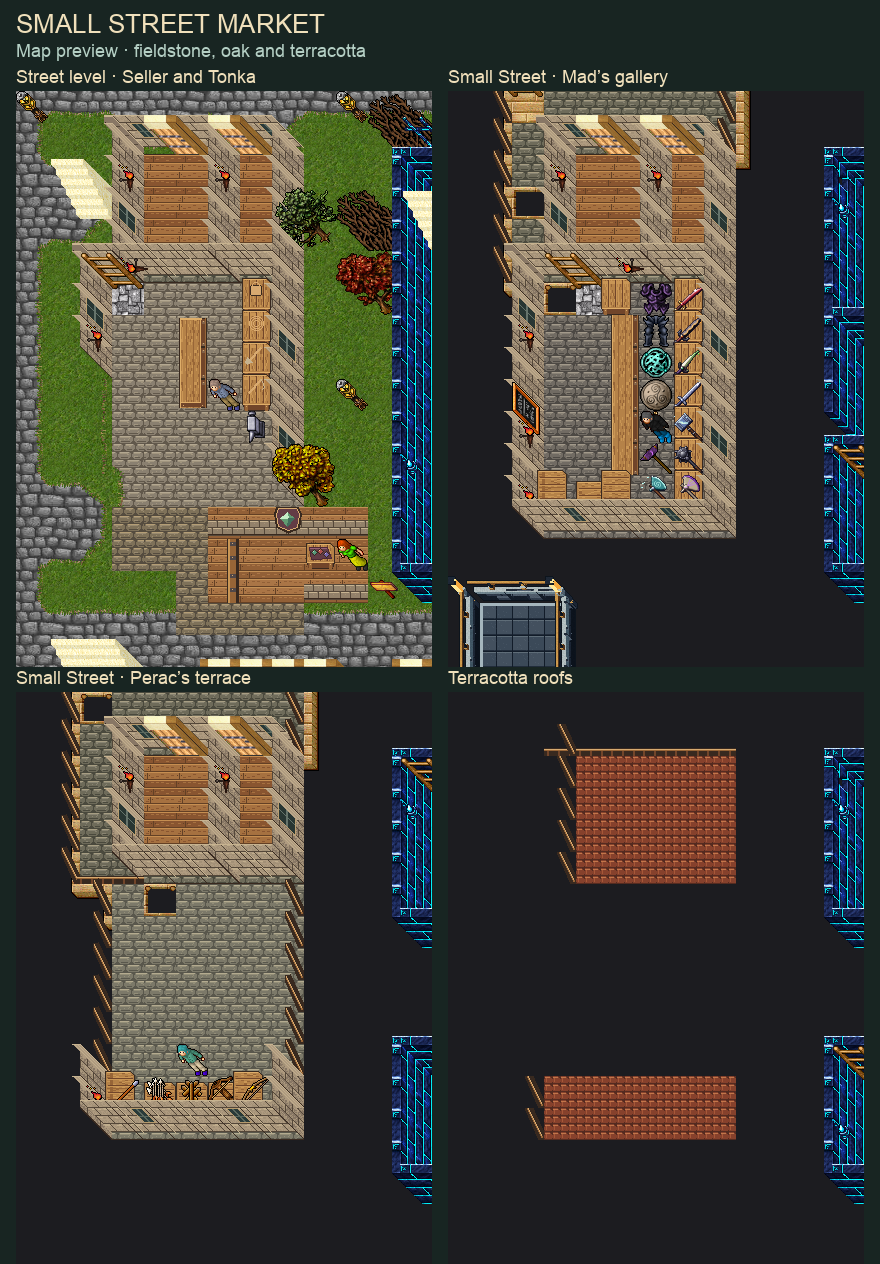 SMALL STREET MARKET
Map preview · fieldstone, oak and terracotta
Street level · Seller and Tonka
Small Street · Mad's gallery
Small Street · Perac's terrace
Terracotta roofs